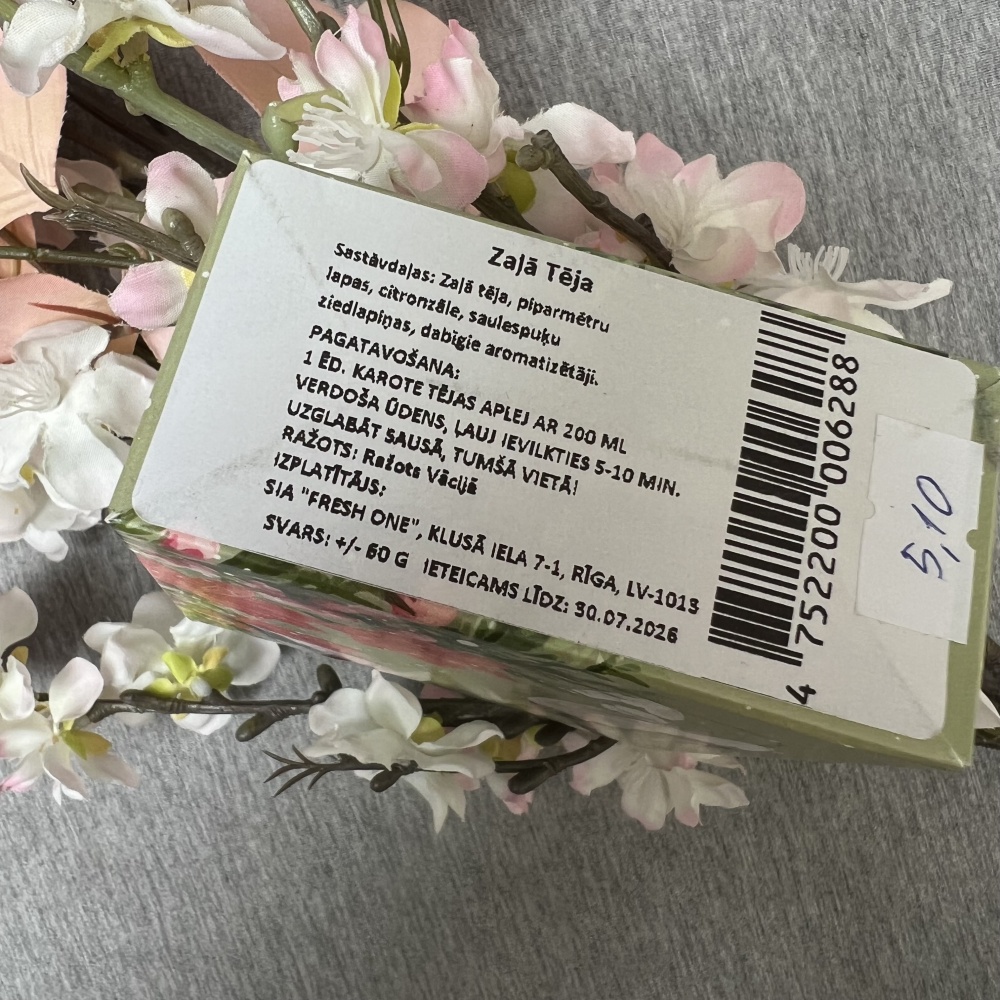 Zaļā Tēja
Sastāvdaļas: Zaļā tēja, piparmētru
lapas, citronzāle, saulespuķu
ziedlapiņas, dabīgie aromatizētāji.
PAGATAVOŠANA:
1 ĒD. KAROTE TĒJAS APLEJ AR 200 ML
VERDOŠA ŪDENS, ĻAUJ IEVILKTIES 5-10 MIN.
UZGLABĀT SAUSĀ, TUMŠĀ VIETĀ!
RAŽOTS: Ražots Vācijā
IZPLATĪTĀJS:
SIA "FRESH ONE", KLUSĀ IELA 7-1, RĪGA, LV-1013
SVARS: +/- 60 G IETEICAMS LĪDZ: 30.07.2026
4 752200 006288
5,10